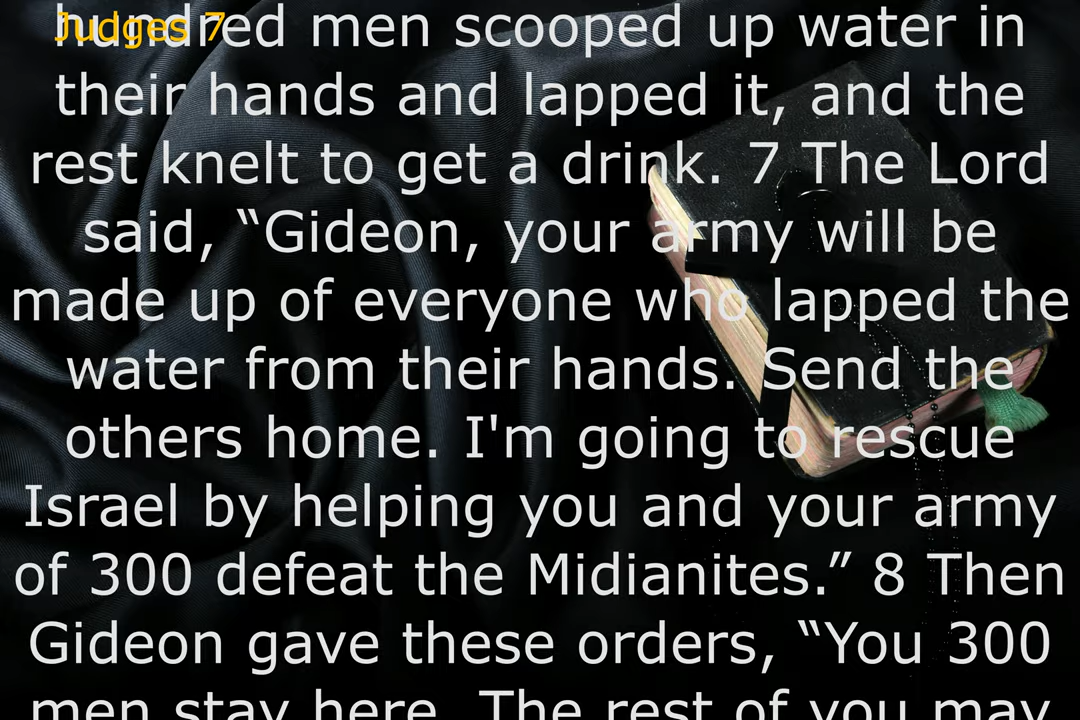 Judges 7
hundred men scooped up water in
their hands and lapped it, and the
rest knelt to get a drink. 7 The Lord
said, “Gideon, your army will be
made up of everyone who lapped the
water from their hands. Send the
others home. I'm going to rescue
Israel by helping you and your army
of 300 defeat the Midianites.” 8 Then
Gideon gave these orders, “You 300
men stay here. The rest of you may